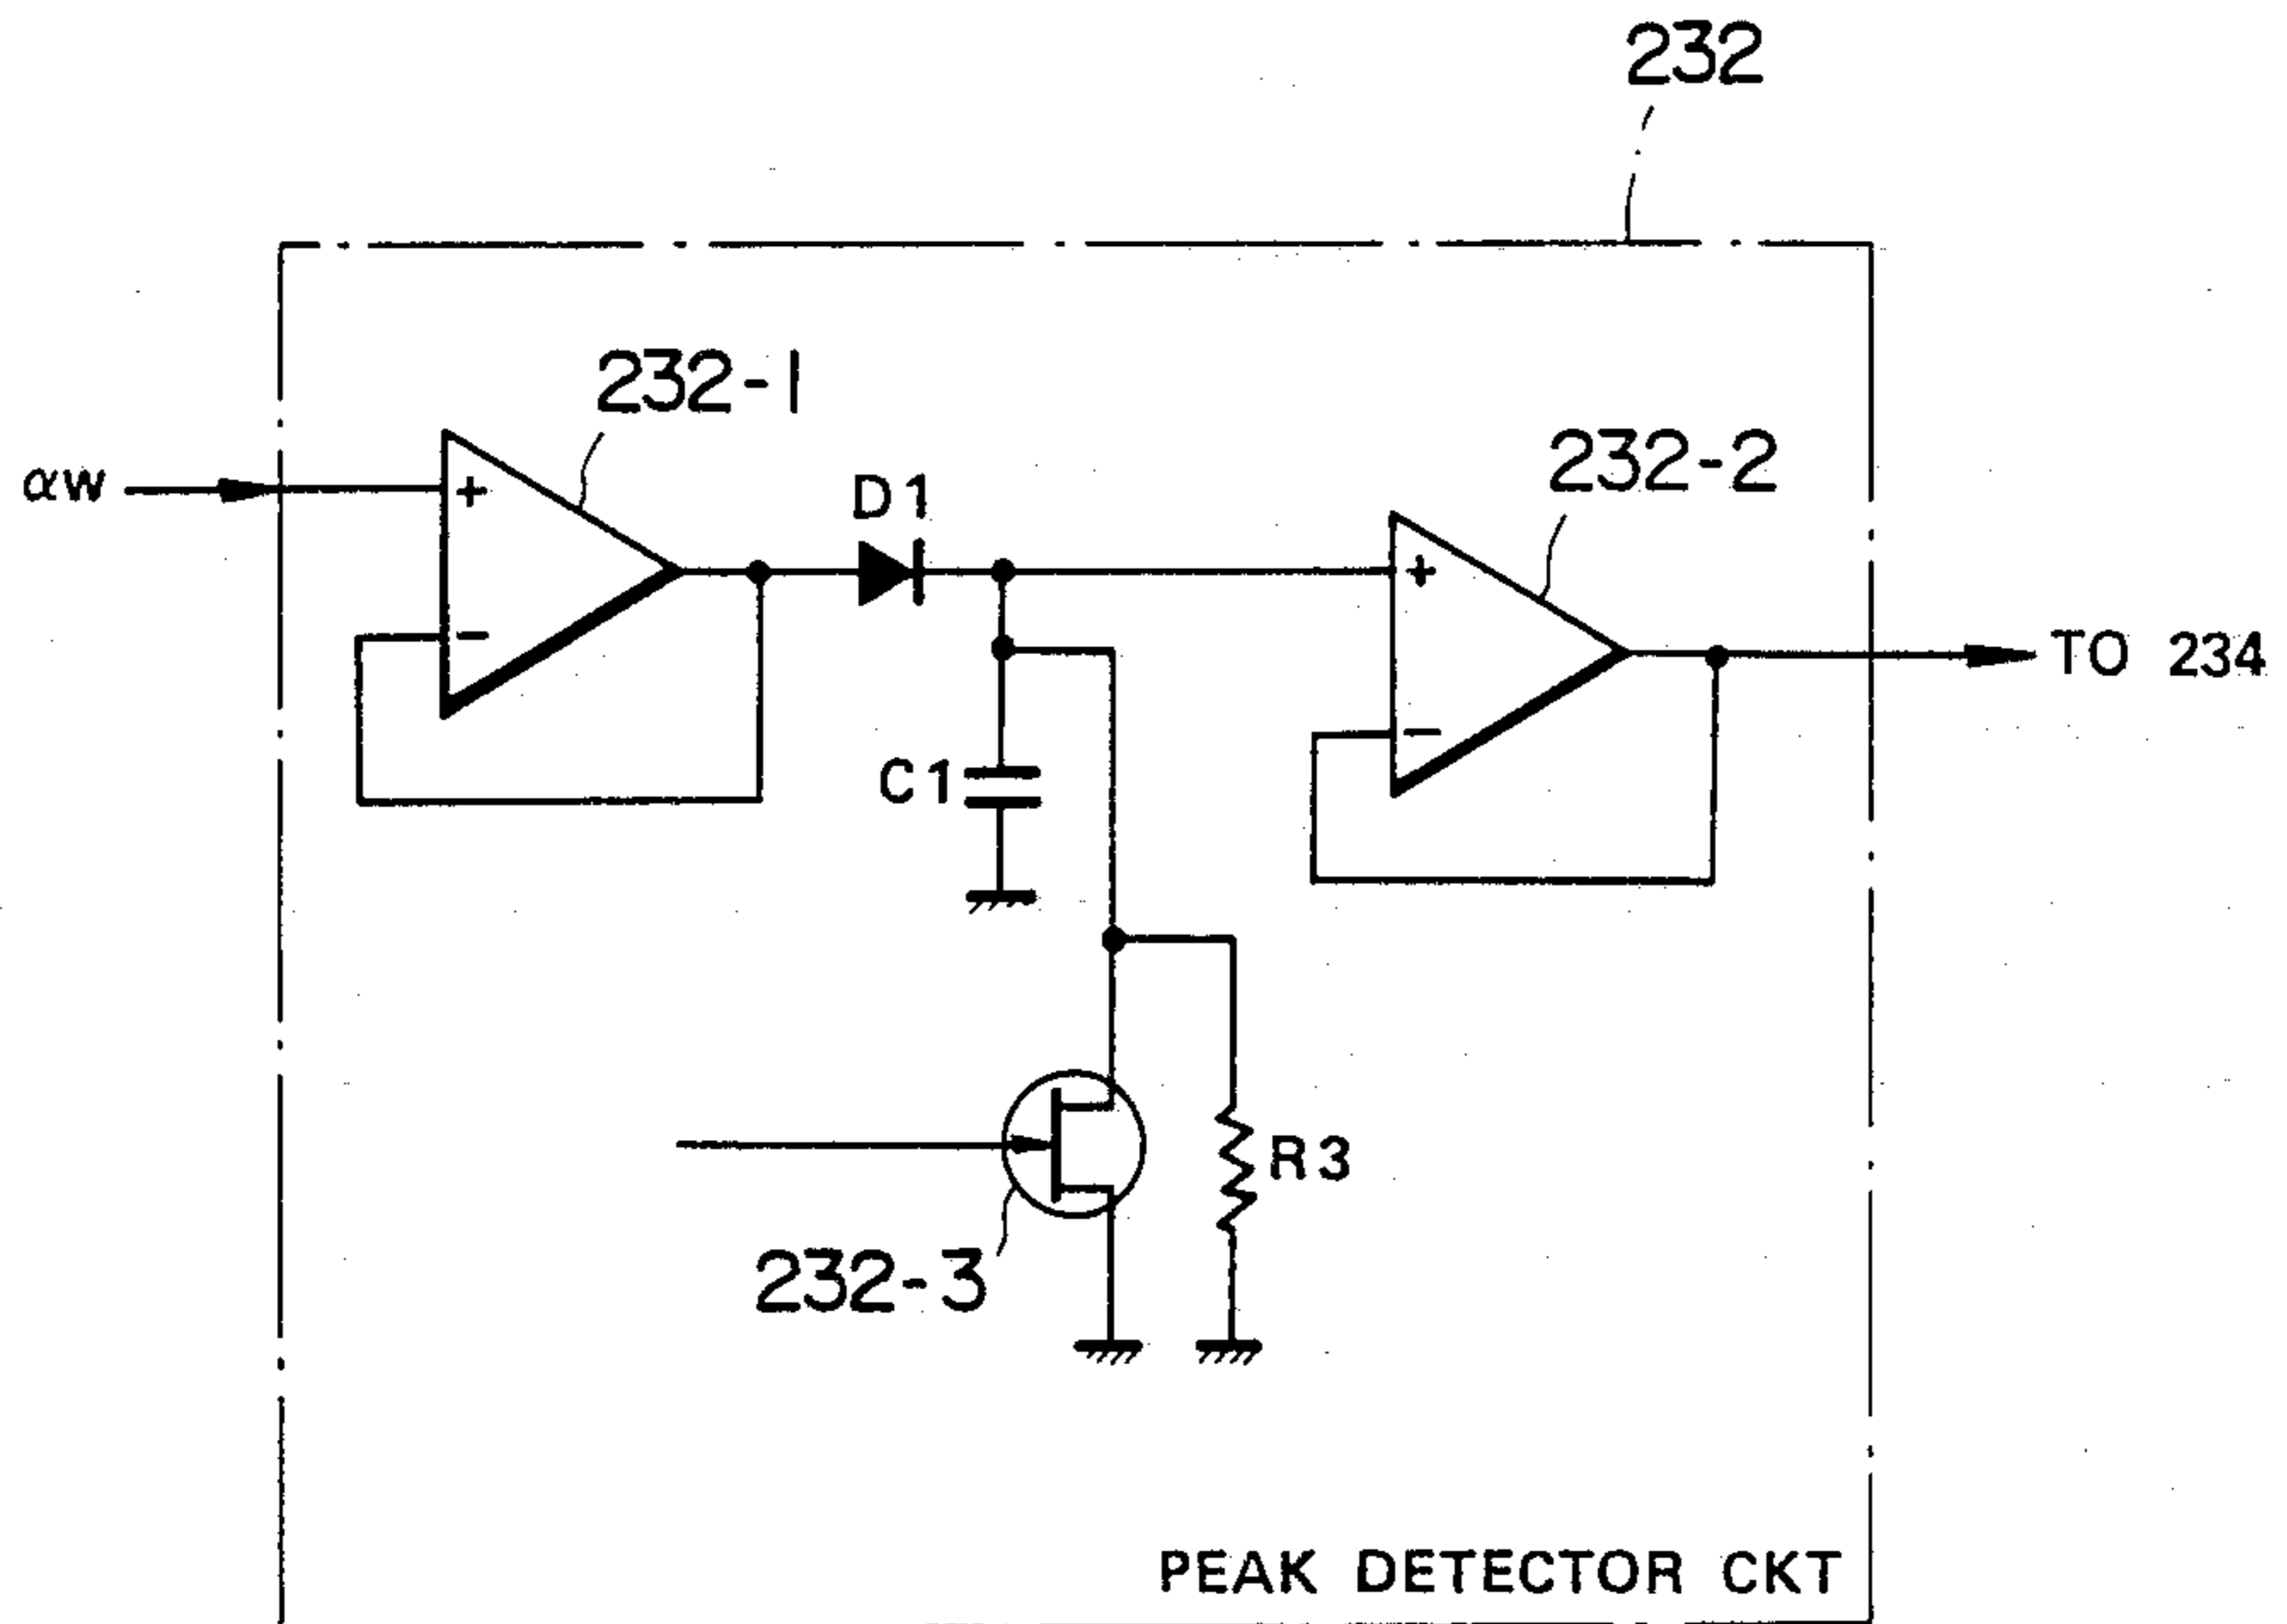 232
232-1
αW
+
-
D1
232-2
+
-
TO 234
C1
R3
232-3
PEAK DETECTOR CKT